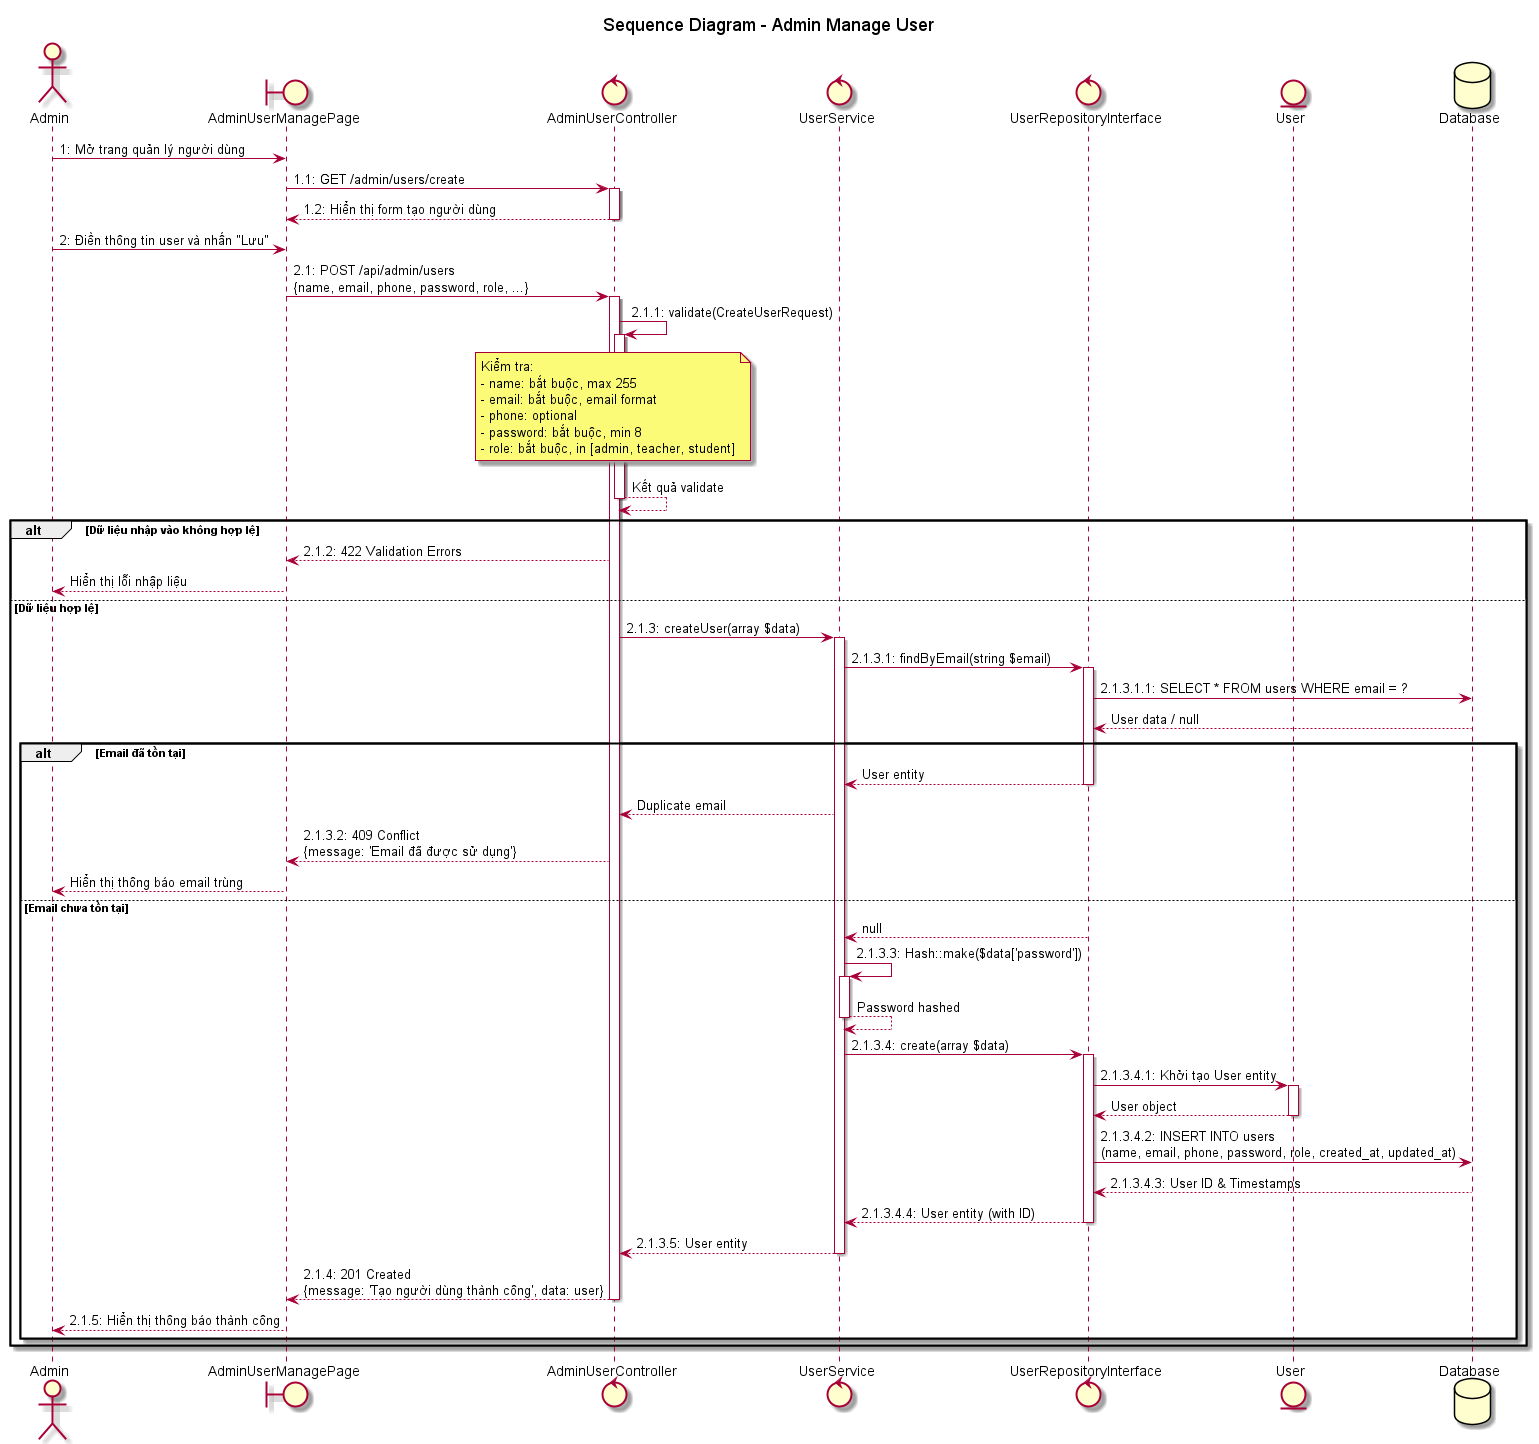 Sequence Diagram - Admin Manage User
Admin
AdminUserManagePage
AdminUserController
UserService
UserRepositoryInterface
User
Database
1: Mở trang quản lý người dùng
1.1: GET /admin/users/create
1.2: Hiển thị form tạo người dùng
2: Điền thông tin user và nhấn "Lưu"
2.1: POST /api/admin/users
{name, email, phone, password, role, ...}
2.1.1: validate(CreateUserRequest)
Kiểm tra:
- name: bắt buộc, max 255
- email: bắt buộc, email format
- phone: optional
- password: bắt buộc, min 8
- role: bắt buộc, in [admin, teacher, student]
Kết quả validate
alt [Dữ liệu nhập vào không hợp lệ]
2.1.2: 422 Validation Errors
Hiển thị lỗi nhập liệu
[Dữ liệu hợp lệ]
2.1.3: createUser(array $data)
2.1.3.1: findByEmail(string $email)
2.1.3.1.1: SELECT * FROM users WHERE email = ?
User data / null
alt [Email đã tồn tại]
User entity
Duplicate email
2.1.3.2: 409 Conflict
{message: 'Email đã được sử dụng'}
Hiển thị thông báo email trùng
[Email chưa tồn tại]
null
2.1.3.3: Hash::make($data['password'])
Password hashed
2.1.3.4: create(array $data)
2.1.3.4.1: Khởi tạo User entity
User object
2.1.3.4.2: INSERT INTO users
(name, email, phone, password, role, created_at, updated_at)
2.1.3.4.3: User ID & Timestamps
2.1.3.4.4: User entity (with ID)
2.1.3.5: User entity
2.1.4: 201 Created
{message: 'Tạo người dùng thành công', data: user}
2.1.5: Hiển thị thông báo thành công
Admin
AdminUserManagePage
AdminUserController
UserService
UserRepositoryInterface
User
Database